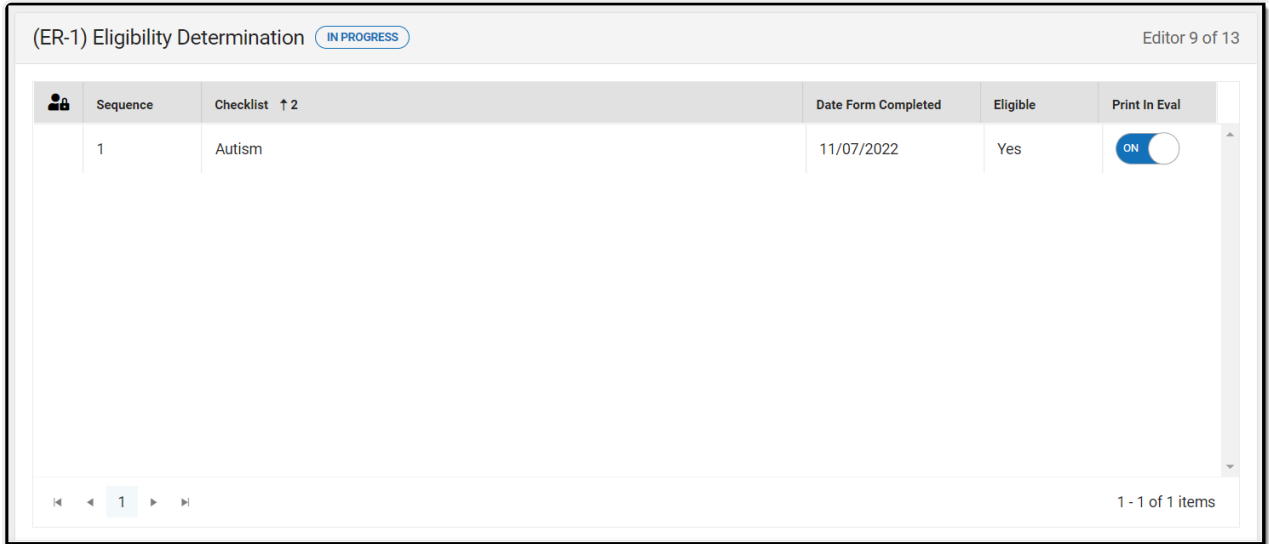 (ER-1) Eligibility Determination IN PROGRESS Editor 9 of 13
Sequence Checklist ↑ 2 Date Form Completed Eligible Print In Eval
1 Autism 11/07/2022 Yes ON
1 1 - 1 of 1 items